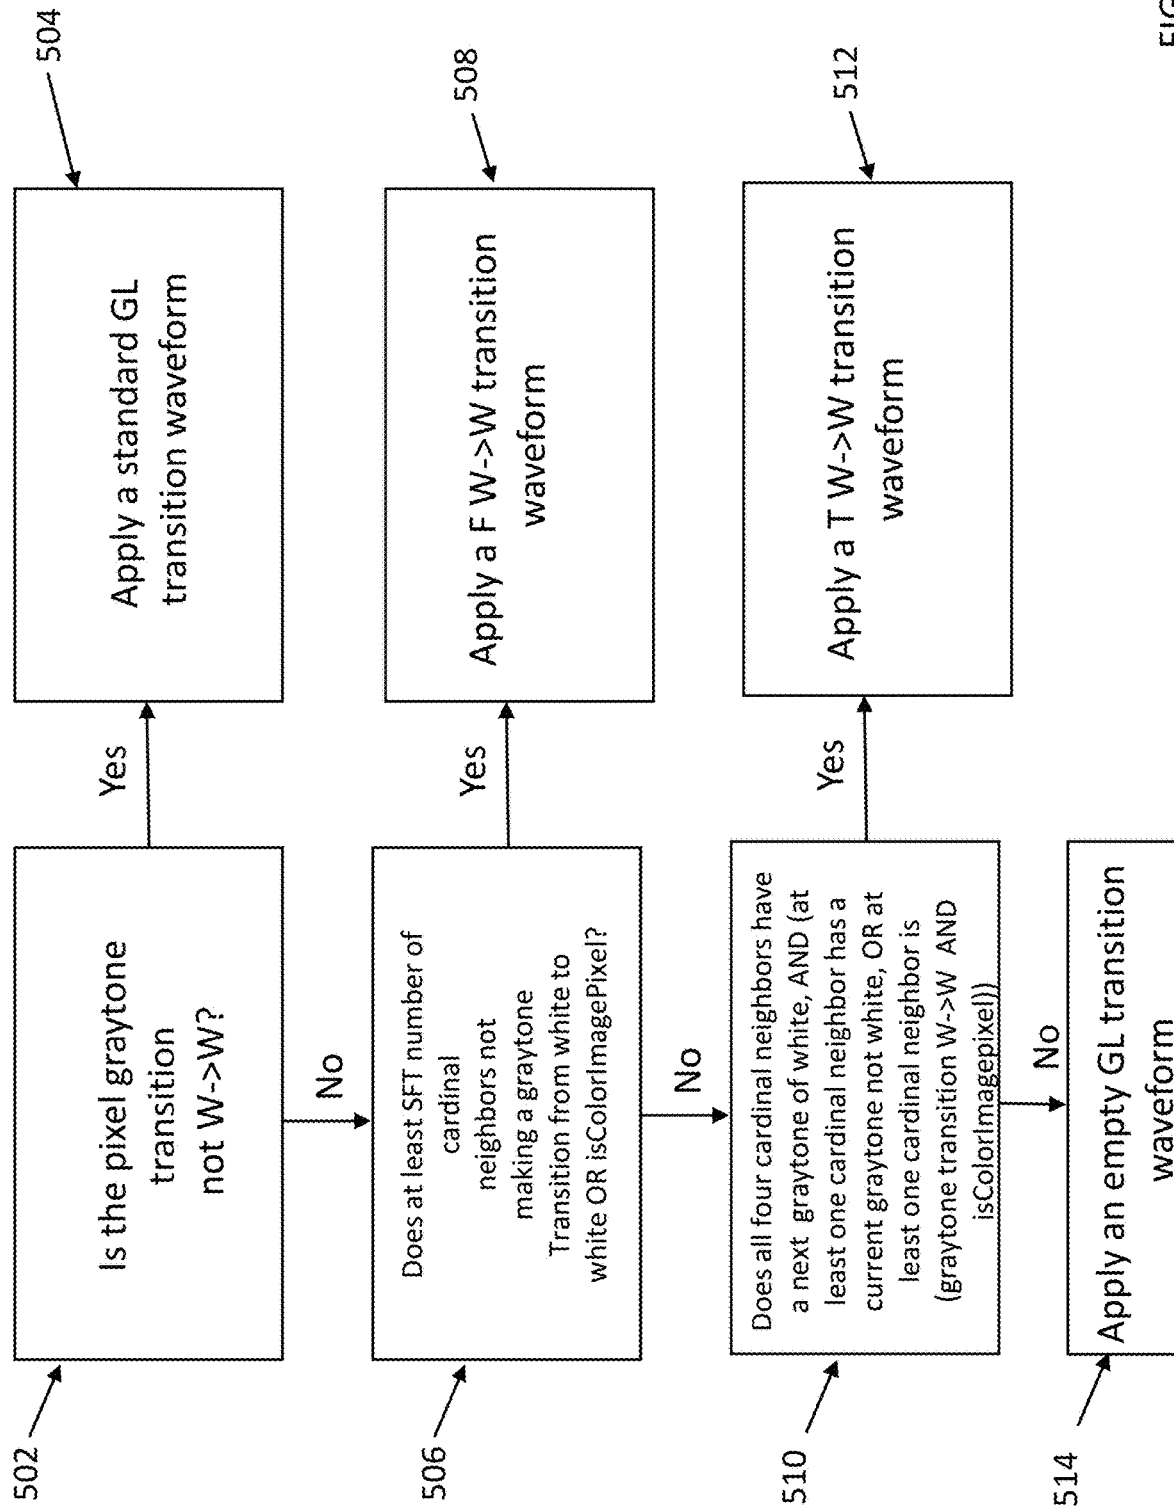 502
Is the pixel graytone
transition
not W->W?
Yes
504
Apply a standard GL
transition waveform
No
506
Does at least SFT number of
cardinal
neighbors not
making a graytone
Transition from white to
white OR isColorImagePixel?
Yes
508
Apply a F W->W transition
waveform
No
510
Does all four cardinal neighbors have
a next graytone of white, AND (at
least one cardinal neighbor has a
current graytone not white, OR at
least one cardinal neighbor is
(graytone transition W->W AND
isColorImagepixel))
Yes
512
Apply a T W->W transition
waveform
No
514
Apply an empty GL transition
waveform
FIG